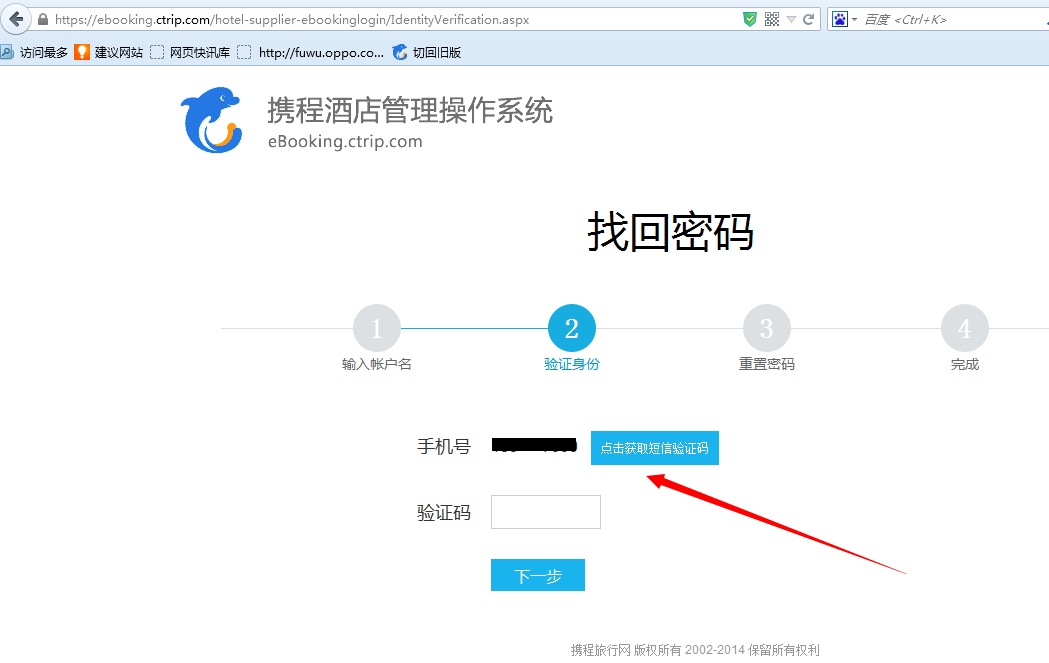 https://ebooking.ctrip.com/hotel-supplier-ebookinglogin/IdentityVerification.aspx
百度 <Ctrl+K>
访问最多 建议网站 网页快讯库 http://fuwu.oppo.co... 切回旧版
携程酒店管理操作系统
eBooking.ctrip.com
找回密码
1 2 3 4
输入帐户名 验证身份 重置密码 完成
手机号 点击获取短信验证码
验证码
下一步
携程旅行网 版权所有 2002-2014 保留所有权利